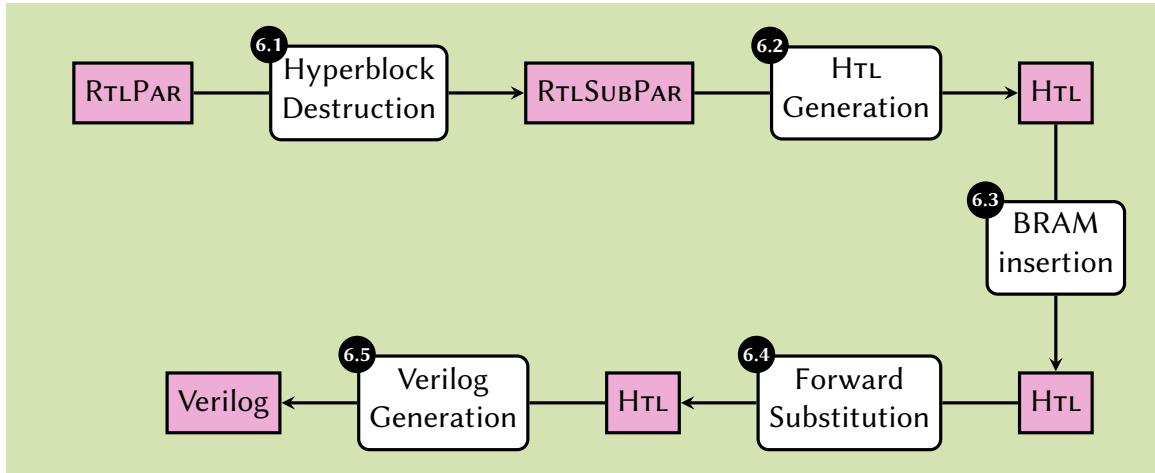 6.1
6.2
RTLPAR
Hyperblock
Destruction
RTLSUBPAR
HTL
Generation
HTL
6.3
BRAM
insertion
6.5
6.4
Verilog
Verilog
Generation
HTL
Forward
Substitution
HTL